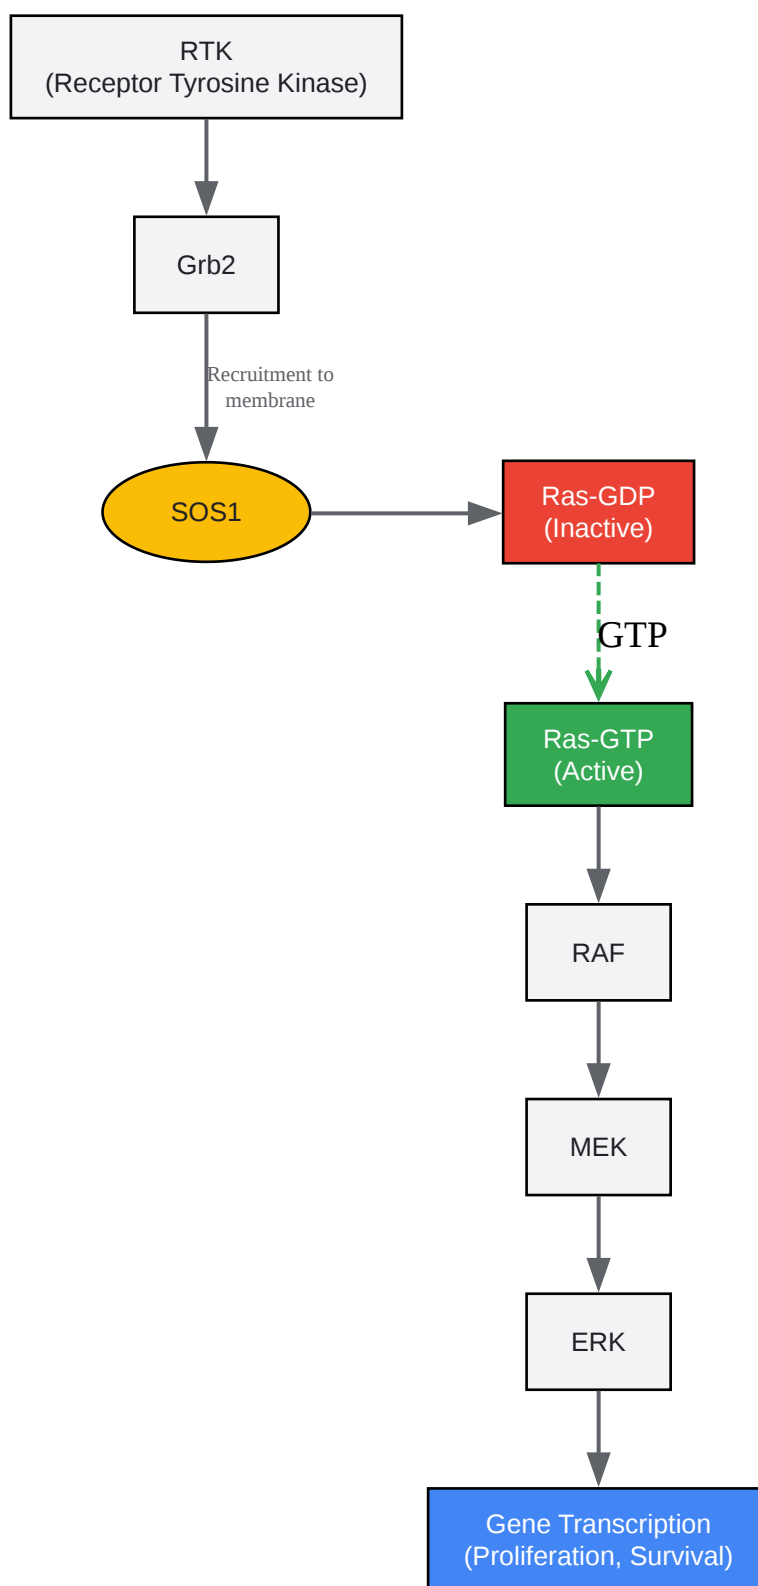 RTK
(Receptor Tyrosine Kinase)
Grb2
Recruitment to
membrane
SOS1
Ras-GDP
(Inactive)
GTP
Ras-GTP
(Active)
RAF
MEK
ERK
Gene Transcription
(Proliferation, Survival)